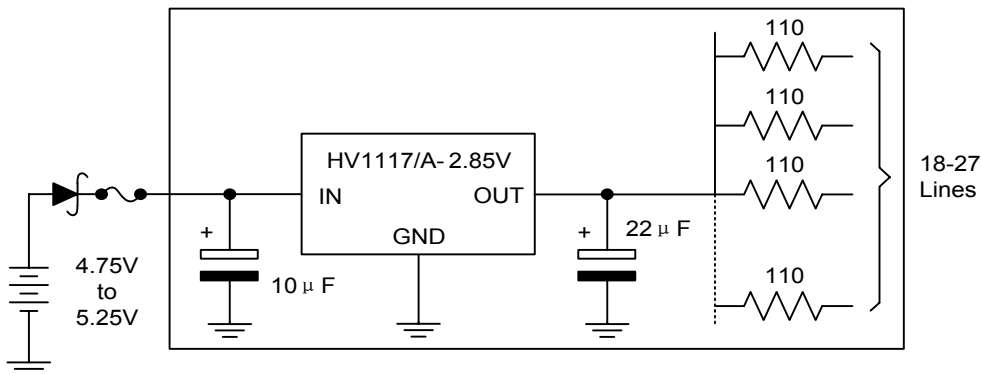 110
110
HV1117/A- 2.85V
110
18-27
Lines
IN
OUT
GND
+
+
22 μ F
4.75V
to
5.25V
10 μ F
110